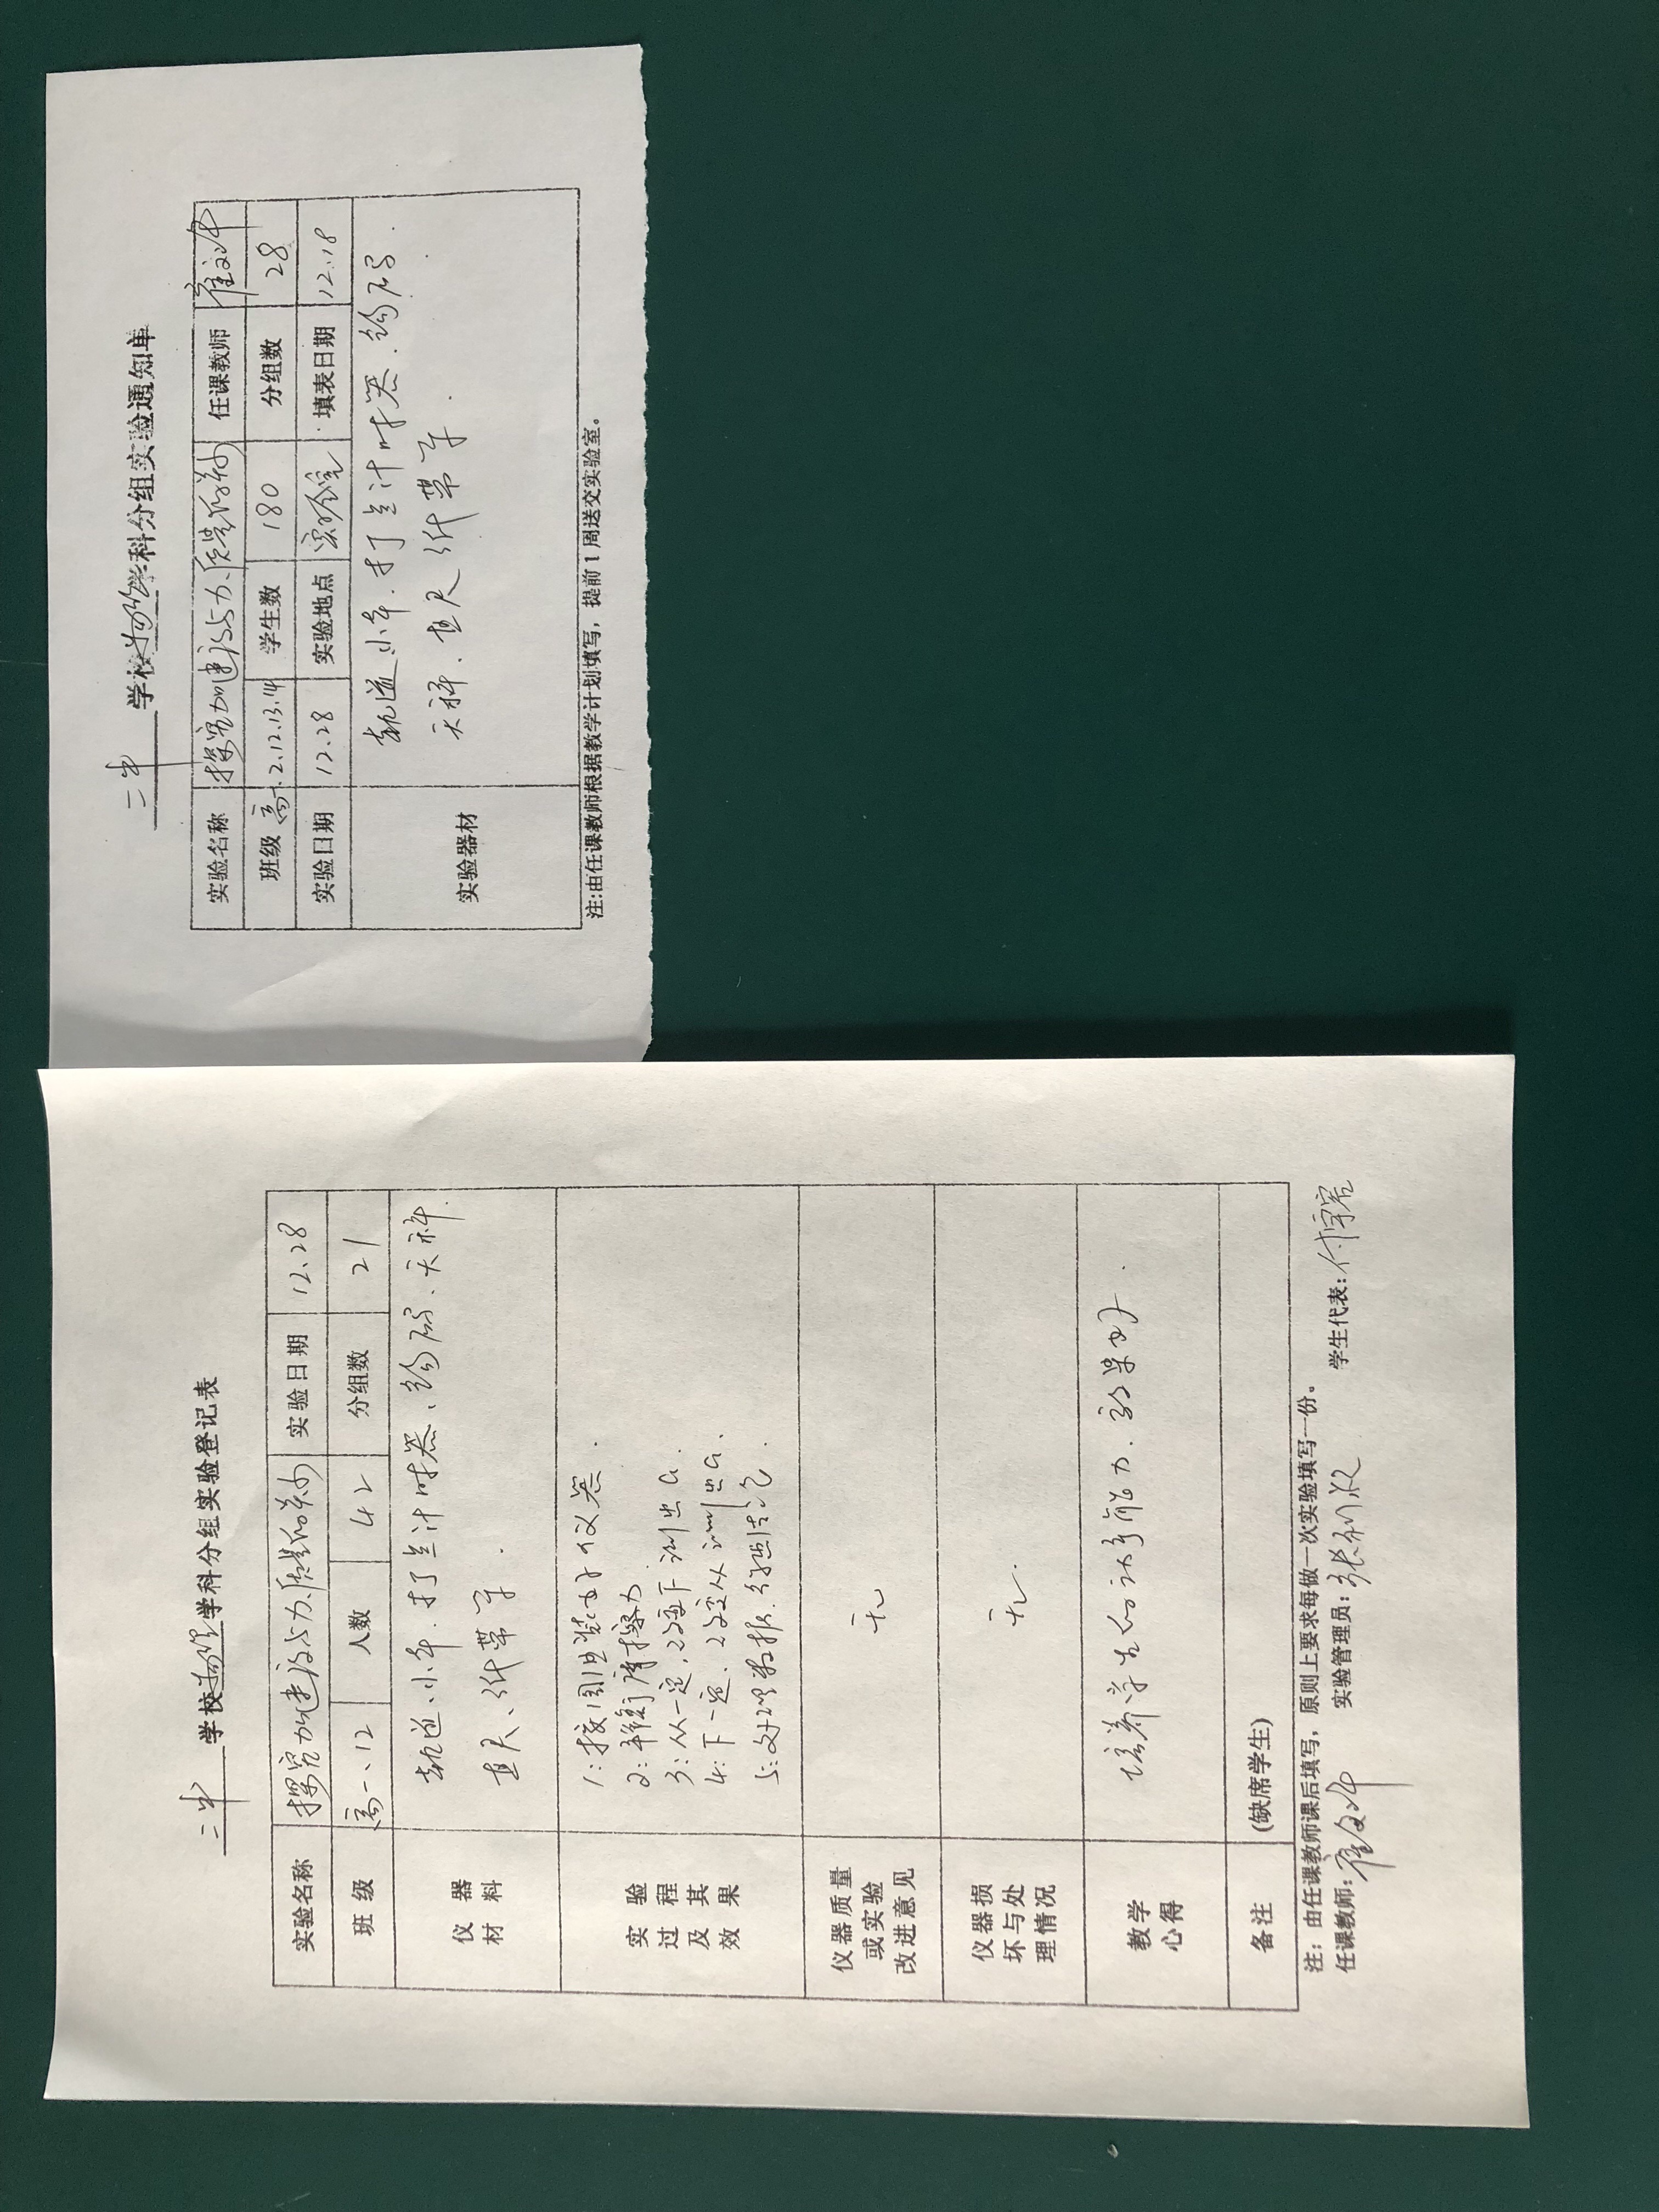 二中 学校物理学科分组实验登记表
实验名称 探究加速度与力、质量的关系 实验日期 12.28
班级 高一、12 人数 42 分组数 21
仪器材料 轨道、小车、打点计时器、钩码、天秤.
直尺、纸带等.
实验过程及其效果
1:按图组装好仪器.
2:平衡摩擦力
3:M一定,改变F测出a.
4:F一定、改变M测出a、
5:处理数据.得出结论.
仪器质量或实验改进意见 无
仪器损坏与处理情况 无.
教学心得 培养学生的动手能力.效果好.
备注 (缺席学生)
注:由任课教师课后填写,原则上要求每做一次实验填写一份。
任课教师: 实验管理员: 学生代表:
二中 学校物理学科分组实验通知单
实验名称 探究加速度与力、质量的关系 任课教师
班级 高一.2.12.13.14 学生数 180 分组数 28
实验日期 12.28 实验地点 实验室 填表日期 12.18
实验器材 轨道、小车.打点计时器.钩码.
天秤.直尺 纸带等.
注:由任课教师根据教学计划填写,提前1周送交实验室。